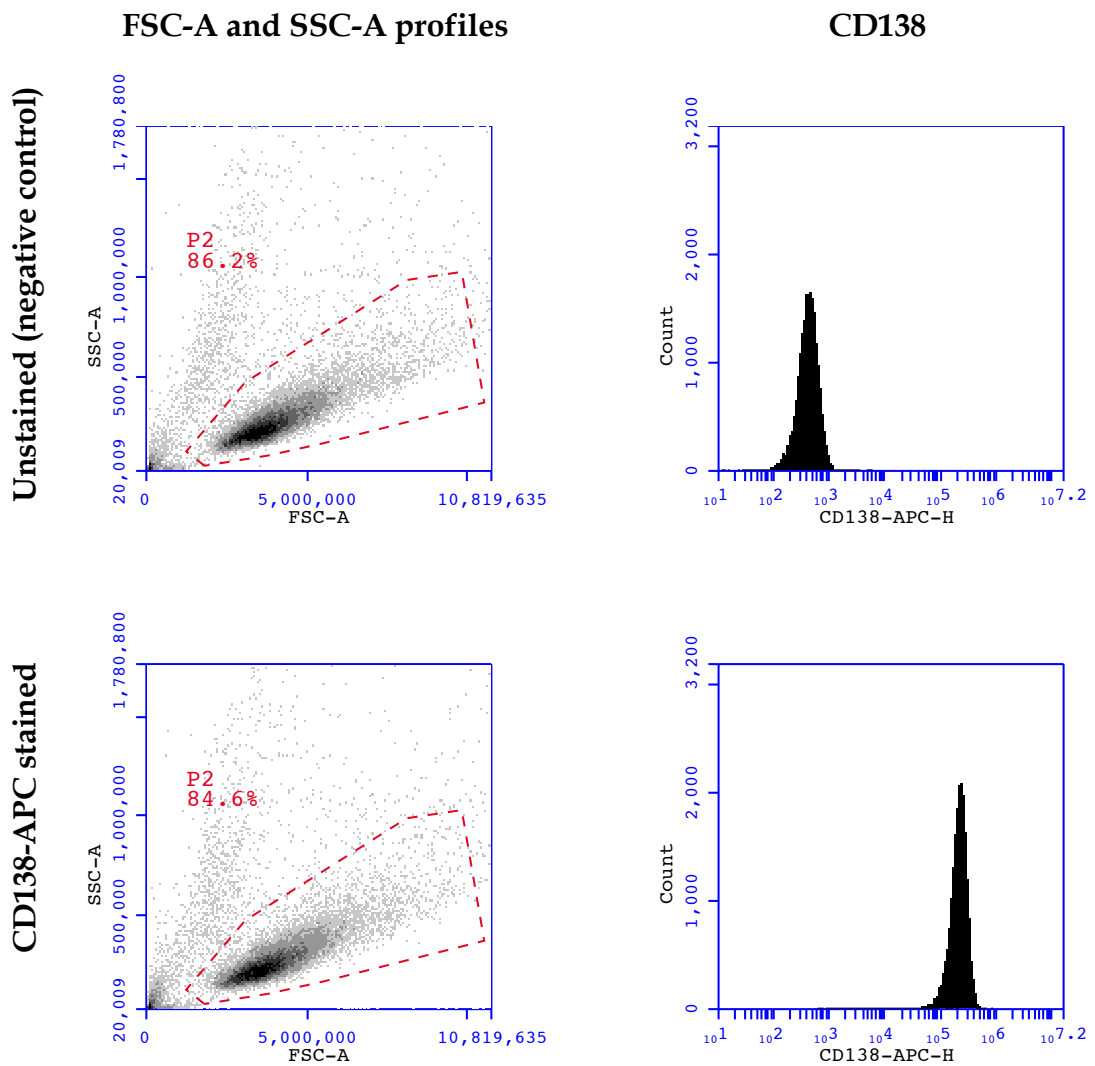 FSC-A and SSC-A profiles
CD138
Unstained (negative control)
1,780,800
1,000,000
500,000
20,009
SSC-A
P2
86.2%
0
5,000,000
10,819,635
FSC-A
3,200
2,000
1,000
0
Count
10^1
10^2
10^3
10^4
10^5
10^6
10^7.2
CD138-APC-H
CD138-APC stained
1,780,800
1,000,000
500,000
20,009
SSC-A
P2
84.6%
0
5,000,000
10,819,635
FSC-A
3,200
2,000
1,000
0
Count
10^1
10^2
10^3
10^4
10^5
10^6
10^7.2
CD138-APC-H